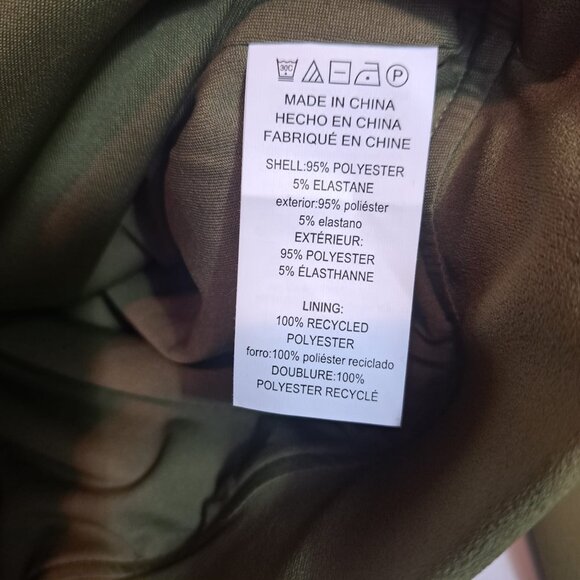 30C P
MADE IN CHINA
HECHO EN CHINA
FABRIQUÉ EN CHINE
SHELL:95% POLYESTER
5% ELASTANE
exterior:95% poliéster
5% elastano
EXTÉRIEUR:
95% POLYESTER
5% ÉLASTHANNE
LINING:
100% RECYCLED
POLYESTER
forro:100% poliéster reciclado
DOUBLURE:100%
POLYESTER RECYCLÉ